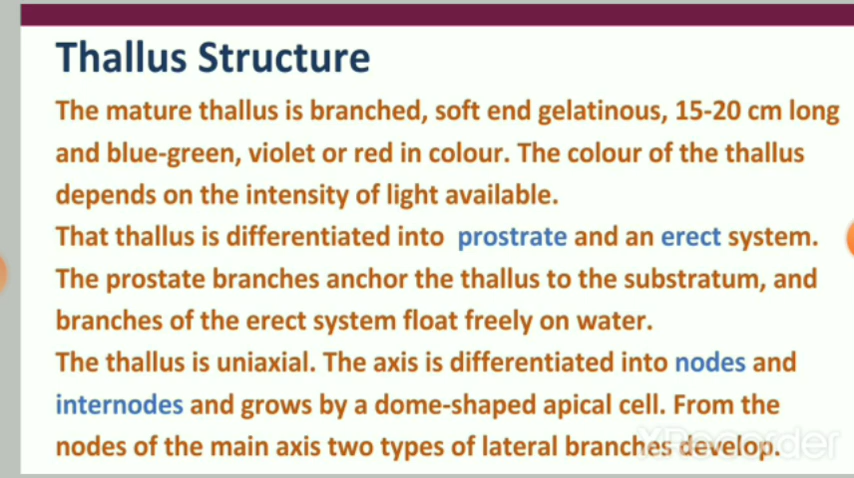 Thallus Structure
The mature thallus is branched, soft end gelatinous, 15-20 cm long
and blue-green, violet or red in colour. The colour of the thallus
depends on the intensity of light available.
That thallus is differentiated into prostrate and an erect system.
The prostate branches anchor the thallus to the substratum, and
branches of the erect system float freely on water.
The thallus is uniaxial. The axis is differentiated into nodes and
internodes and grows by a dome-shaped apical cell. From the
nodes of the main axis two types of lateral branches develop.
XRecorder